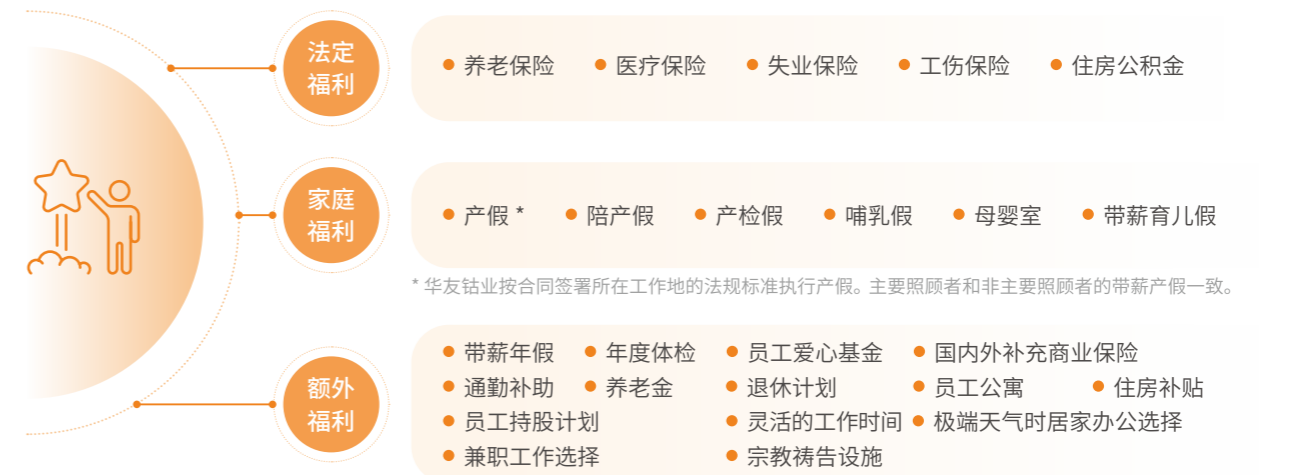 法定
福利
● 养老保险 ● 医疗保险 ● 失业保险 ● 工伤保险 ● 住房公积金
家庭
福利
● 产假 * ● 陪产假 ● 产检假 ● 哺乳假 ● 母婴室 ● 带薪育儿假
* 华友钴业按合同签署所在工作地的法规标准执行产假。主要照顾者和非主要照顾者的带薪产假一致。
额外
福利
● 带薪年假 ● 年度体检 ● 员工爱心基金 ● 国内外补充商业保险
● 通勤补助 ● 养老金 ● 退休计划 ● 员工公寓 ● 住房补贴
● 员工持股计划 ● 灵活的工作时间 ● 极端天气时居家办公选择
● 兼职工作选择 ● 宗教祷告设施